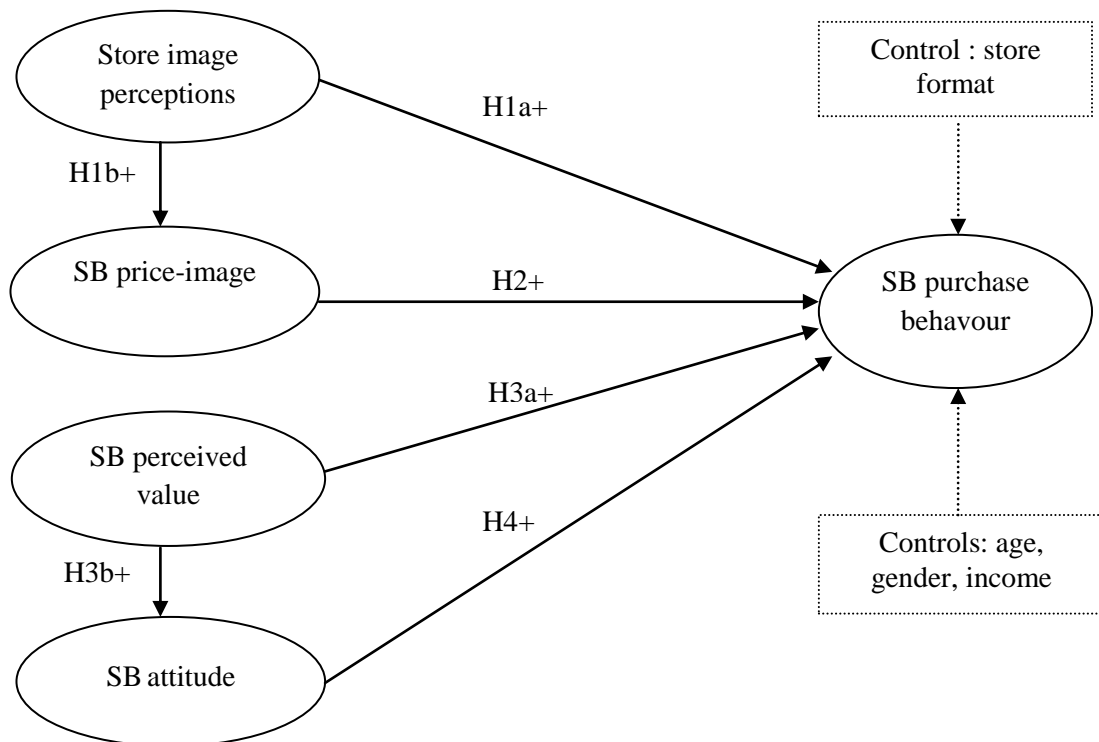 Store image
perceptions
Control : store
format
H1a+
H1b+
SB price-image
H2+
SB purchase
behavour
H3a+
SB perceived
value
H4+
Controls: age,
gender, income
H3b+
SB attitude